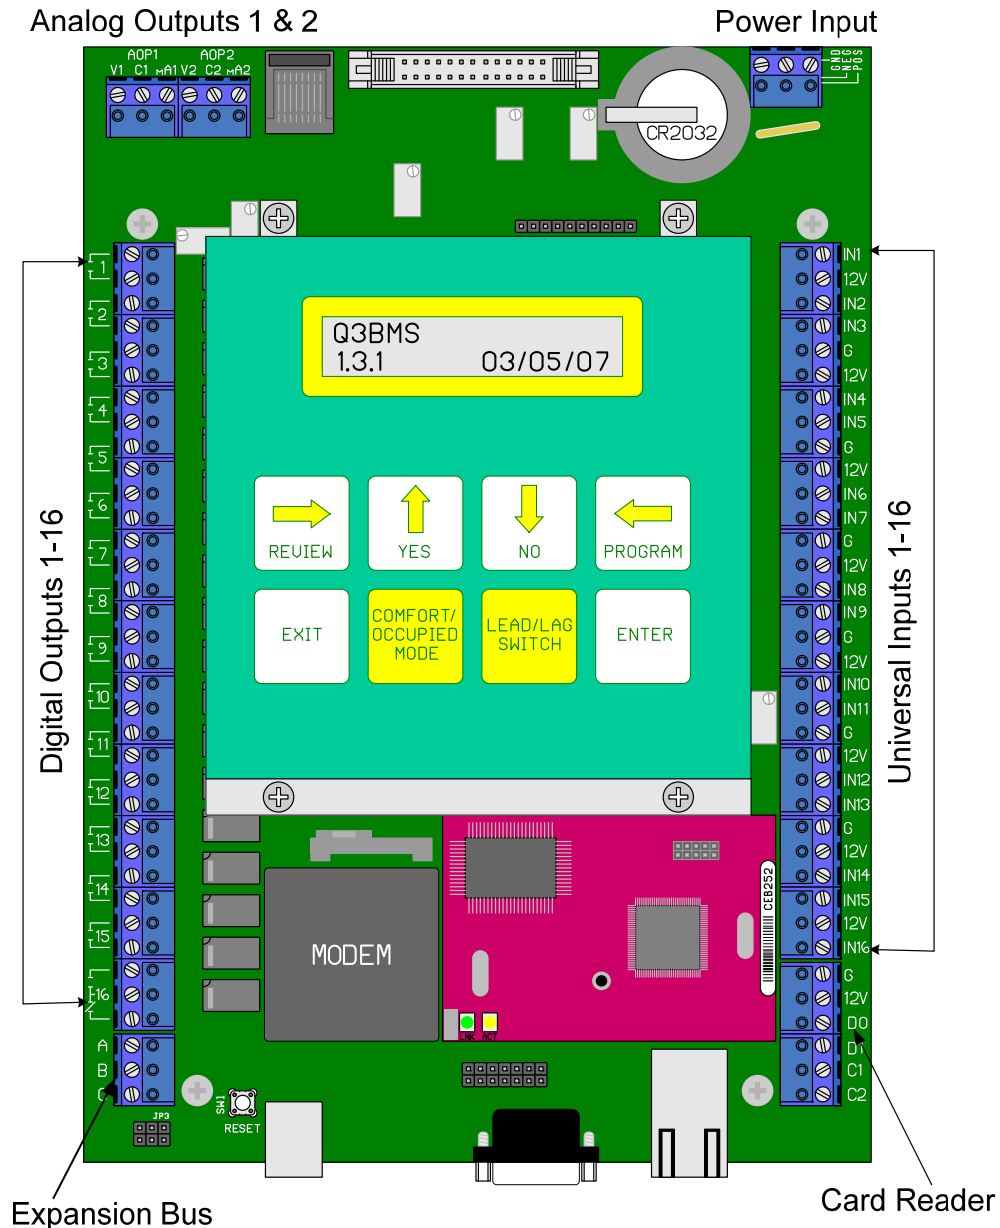 Analog Outputs 1 & 2
Power Input
AOP1
AOP2
V1 C1 mA1 V2 C2 mA2
GND
NEG
POS
CR2032
Digital Outputs 1-16
1
2
3
4
5
6
7
8
9
10
11
12
13
14
15
16
A
B
C
Q3BMS
1.3.1 03/05/07
REVIEW
YES
NO
PROGRAM
EXIT
COMFORT/
OCCUPIED
MODE
LEAD/LAG
SWITCH
ENTER
IN1
12V
IN2
IN3
G
12V
IN4
IN5
G
12V
IN6
IN7
G
12V
IN8
IN9
G
12V
IN10
IN11
G
12V
IN12
IN13
G
12V
IN14
IN15
12V
IN16
G
12V
D0
D1
C1
C2
Universal Inputs 1-16
MODEM
CEB252
LNK ACT
SW1
RESET
JP3
Expansion Bus
Card Reader